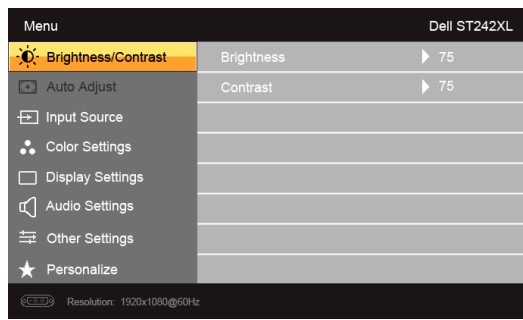 Menu Dell ST242XL
Brightness/Contrast Brightness 75
Auto Adjust Contrast 75
Input Source
Color Settings
Display Settings
Audio Settings
Other Settings
Personalize
Resolution: 1920x1080@60Hz